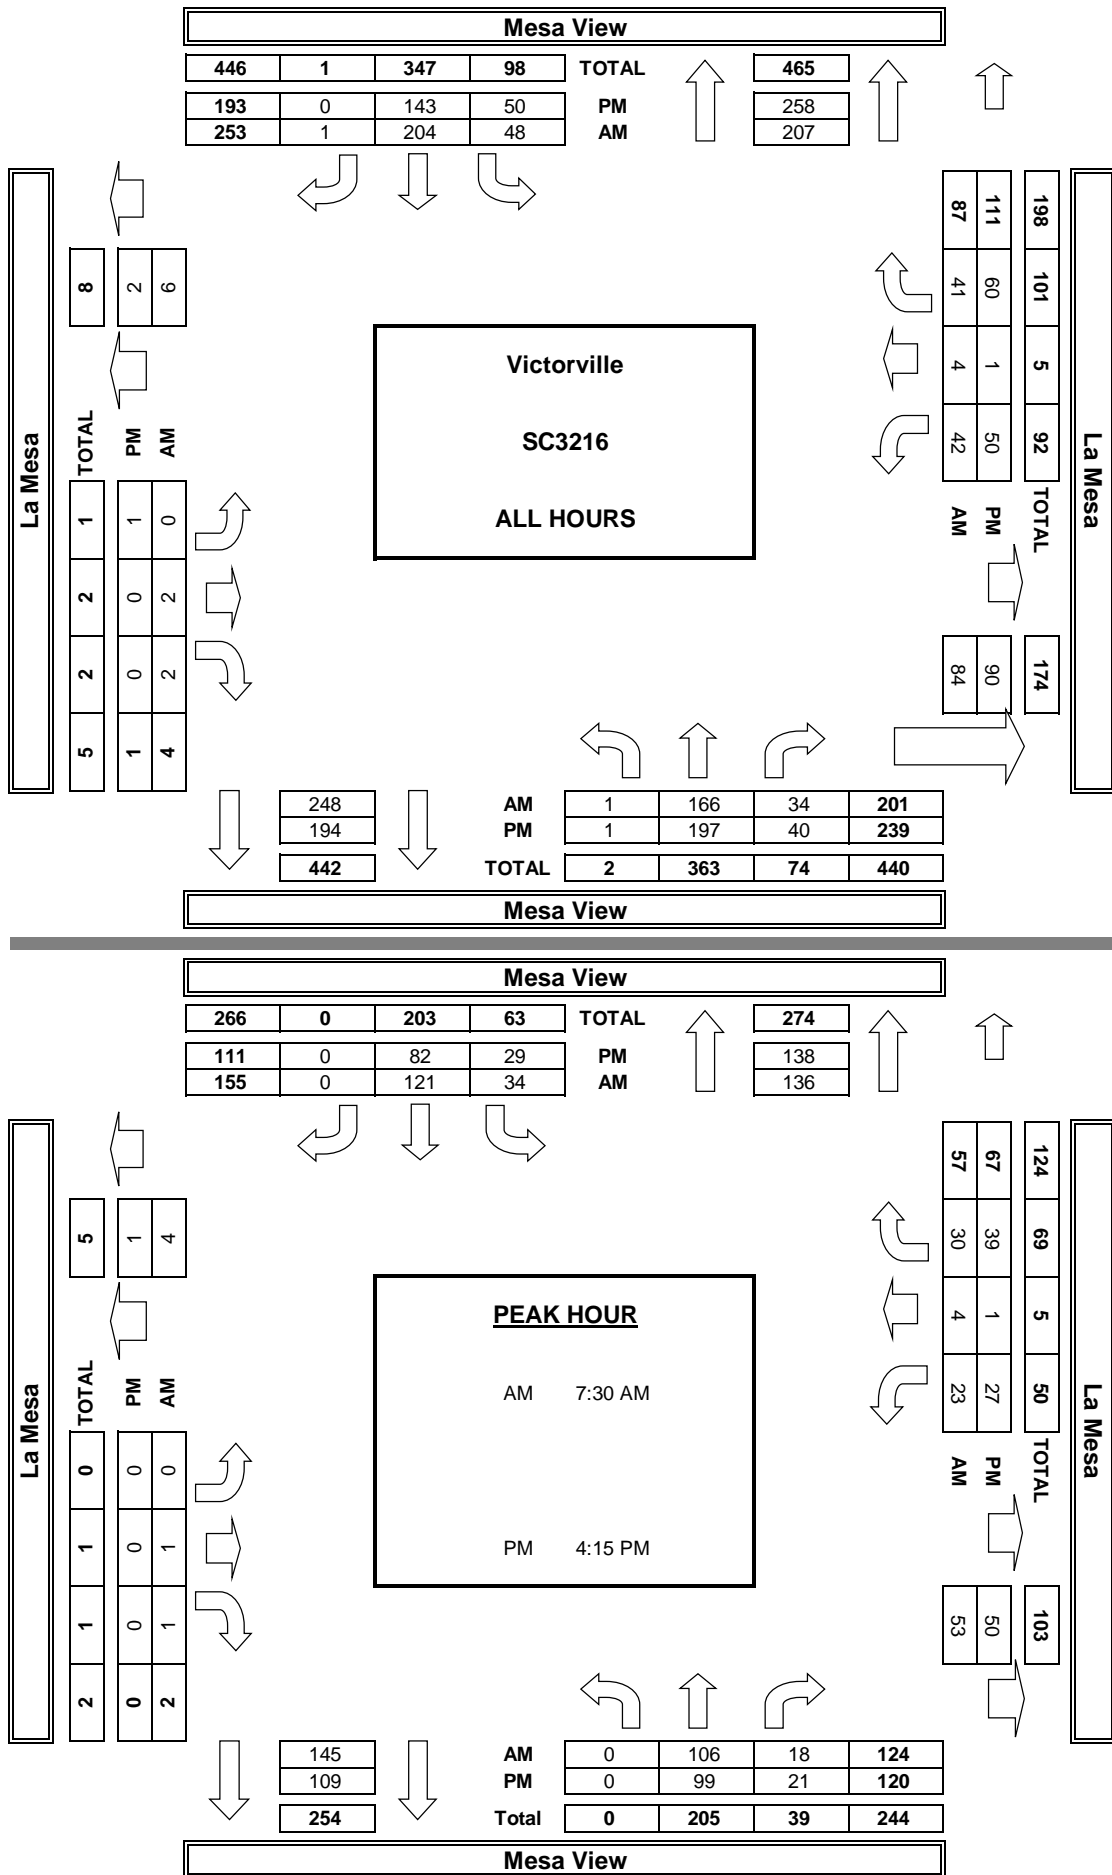 Mesa View
446 1 347 98 TOTAL 465
193 0 143 50 PM 258
253 1 204 48 AM 207
La Mesa
8
2
6
TOTAL 1 2 2 5
PM 1 0 0 1
AM 0 2 2 4
Victorville
SC3216
ALL HOURS
198 101 5 92 TOTAL 174
111 60 1 50 PM 90
87 41 4 42 AM 84
La Mesa
248 AM 1 166 34 201
194 PM 1 197 40 239
442 TOTAL 2 363 74 440
Mesa View
Mesa View
266 0 203 63 TOTAL 274
111 0 82 29 PM 138
155 0 121 34 AM 136
La Mesa
5
1
4
TOTAL 0 1 1 2
PM 0 0 0 0
AM 0 1 1 2
PEAK HOUR
AM 7:30 AM
PM 4:15 PM
124 69 5 50 TOTAL 103
67 39 1 27 PM 50
57 30 4 23 AM 53
La Mesa
145 AM 0 106 18 124
109 PM 0 99 21 120
254 Total 0 205 39 244
Mesa View